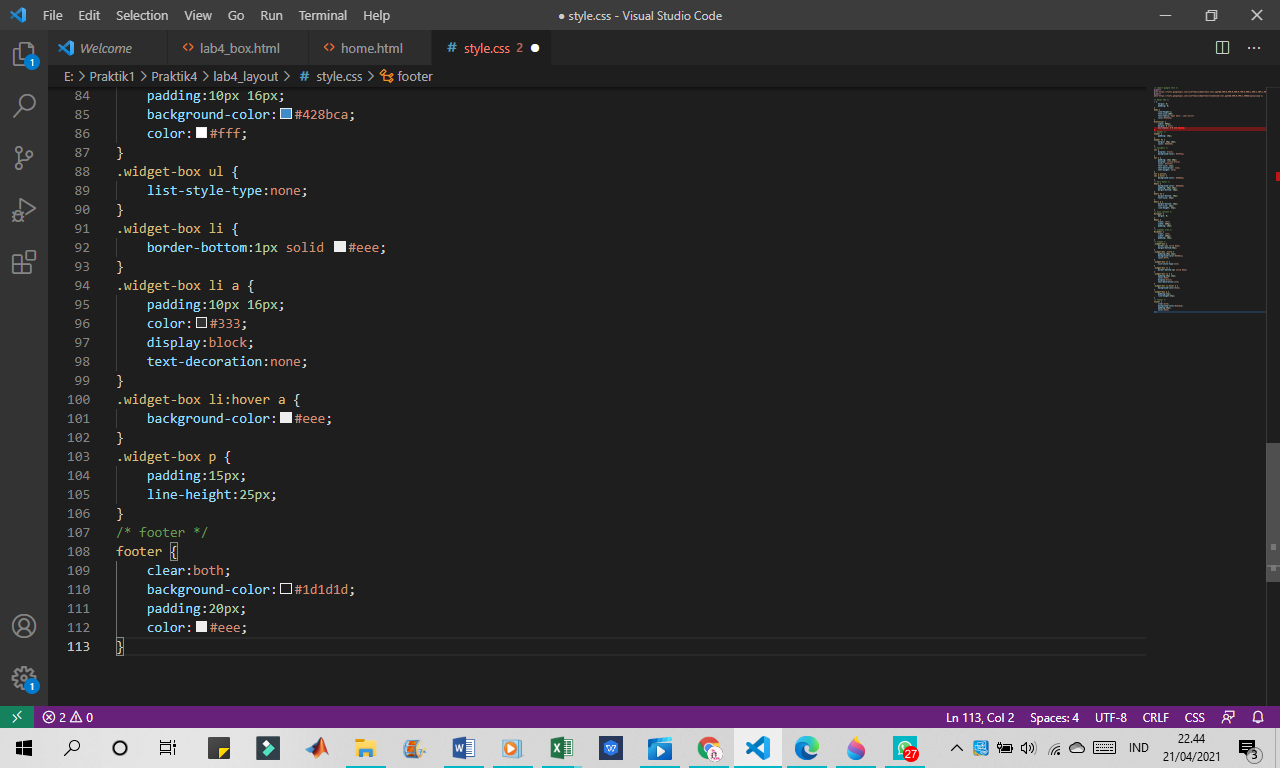 File Edit Selection View Go Run Terminal Help
● style.css - Visual Studio Code
Welcome lab4_box.html home.html # style.css 2
E: > Praktik1 > Praktik4 > lab4_layout > # style.css > footer
84 padding:10px 16px;
85 background-color:#428bca;
86 color:#fff;
87 }
88 .widget-box ul {
89 list-style-type:none;
90 }
91 .widget-box li {
92 border-bottom:1px solid #eee;
93 }
94 .widget-box li a {
95 padding:10px 16px;
96 color:#333;
97 display:block;
98 text-decoration:none;
99 }
100 .widget-box li:hover a {
101 background-color:#eee;
102 }
103 .widget-box p {
104 padding:15px;
105 line-height:25px;
106 }
107 /* footer */
108 footer {
109 clear:both;
110 background-color:#1d1d1d;
111 padding:20px;
112 color:#eee;
113 }
1
1
2 0
Ln 113, Col 2 Spaces: 4 UTF-8 CRLF CSS
27
IND
22.44
21/04/2021
3